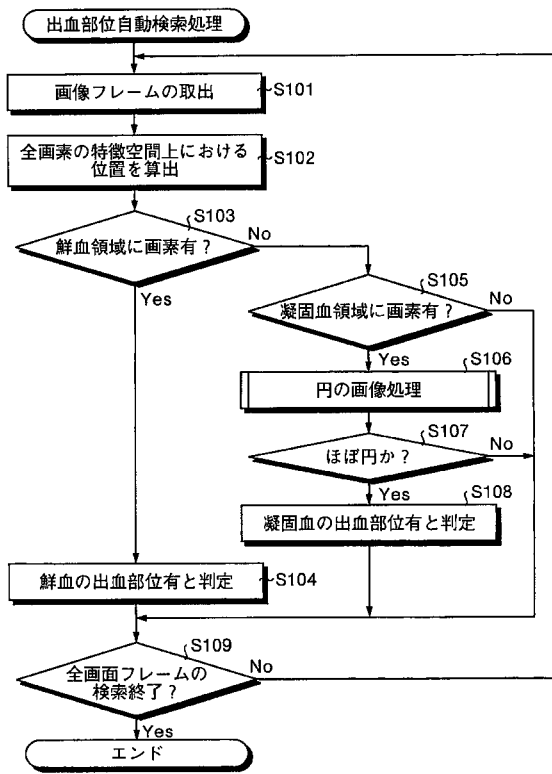 出血部位自動検索処理
画像フレームの取出
S101
全画素の特徴空間上における
位置を算出
S102
S103
鮮血領域に画素有？
No
Yes
S105
凝固血領域に画素有？
No
Yes
S106
円の画像処理
S107
ほぼ円か？
No
Yes
S108
凝固血の出血部位有と判定
鮮血の出血部位有と判定
S104
S109
全画面フレームの
検索終了？
No
Yes
エンド